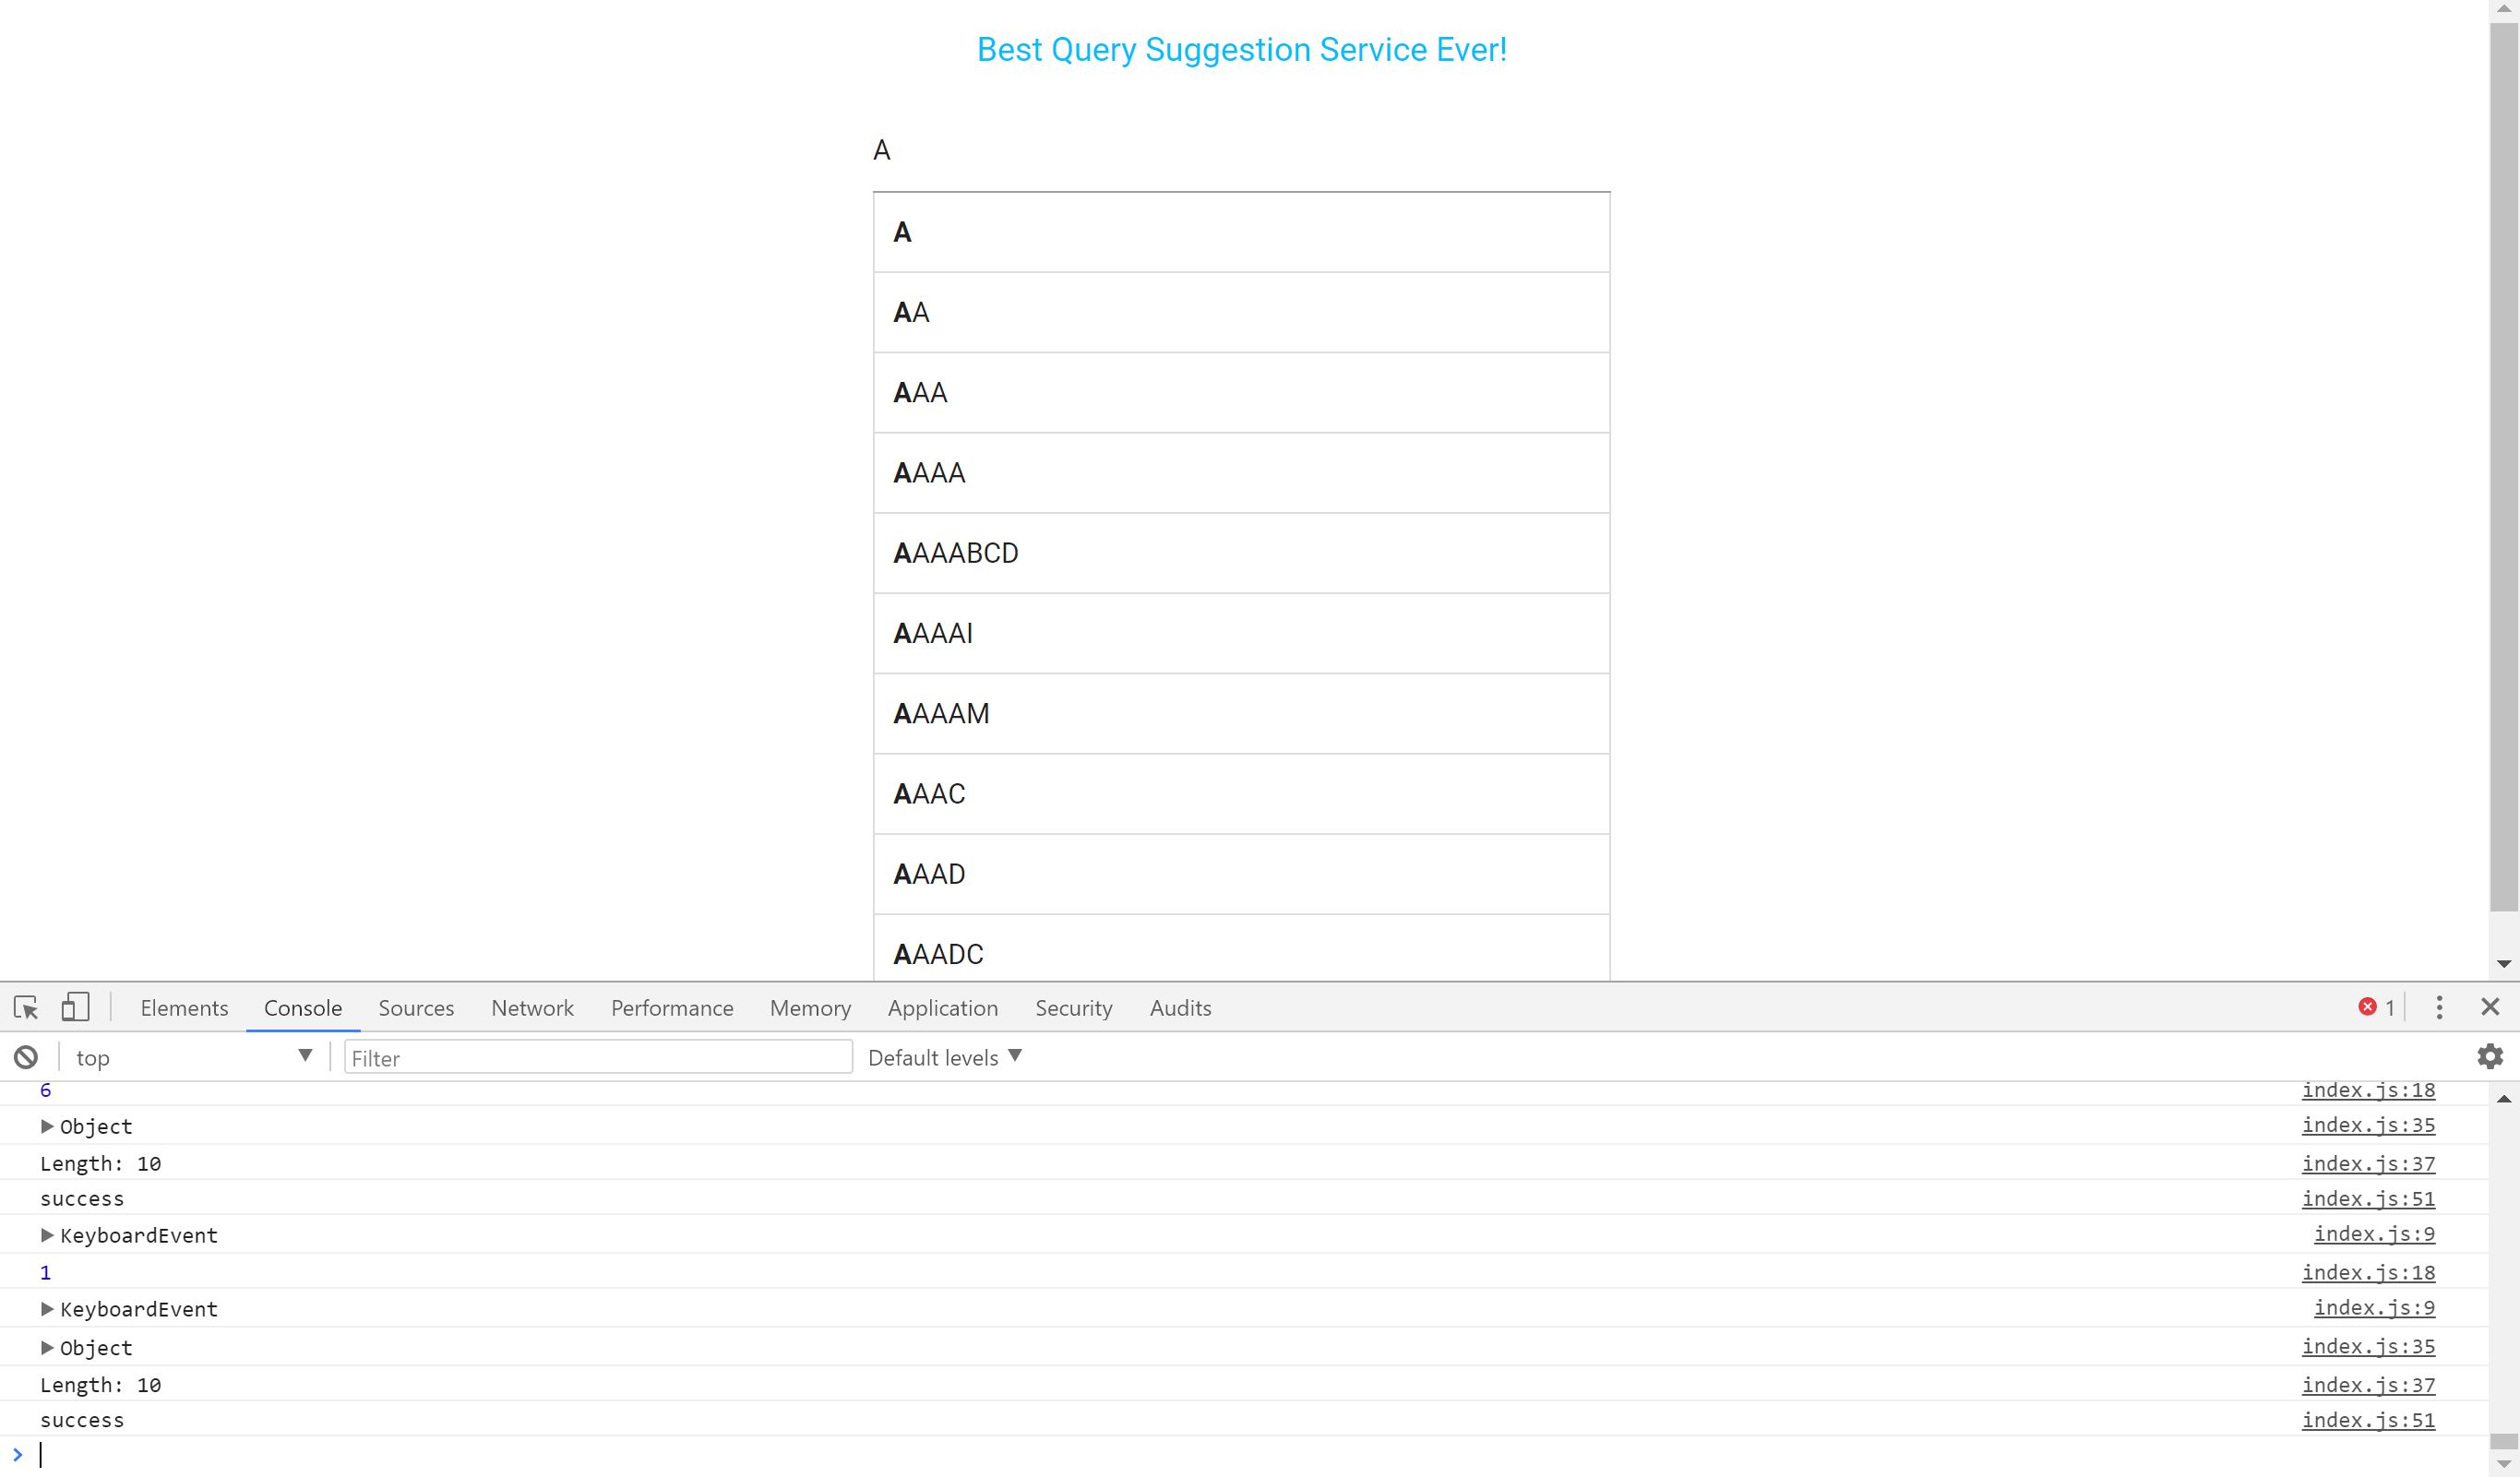 Best Query Suggestion Service Ever!
A
A
AA
AAA
AAAA
AAAABCD
AAAAI
AAAAM
AAAC
AAAD
AAADC
Elements Console Sources Network Performance Memory Application Security Audits 1
top Filter Default levels
6 index.js:18
Object index.js:35
Length: 10 index.js:37
success index.js:51
KeyboardEvent index.js:9
1 index.js:18
KeyboardEvent index.js:9
Object index.js:35
Length: 10 index.js:37
success index.js:51